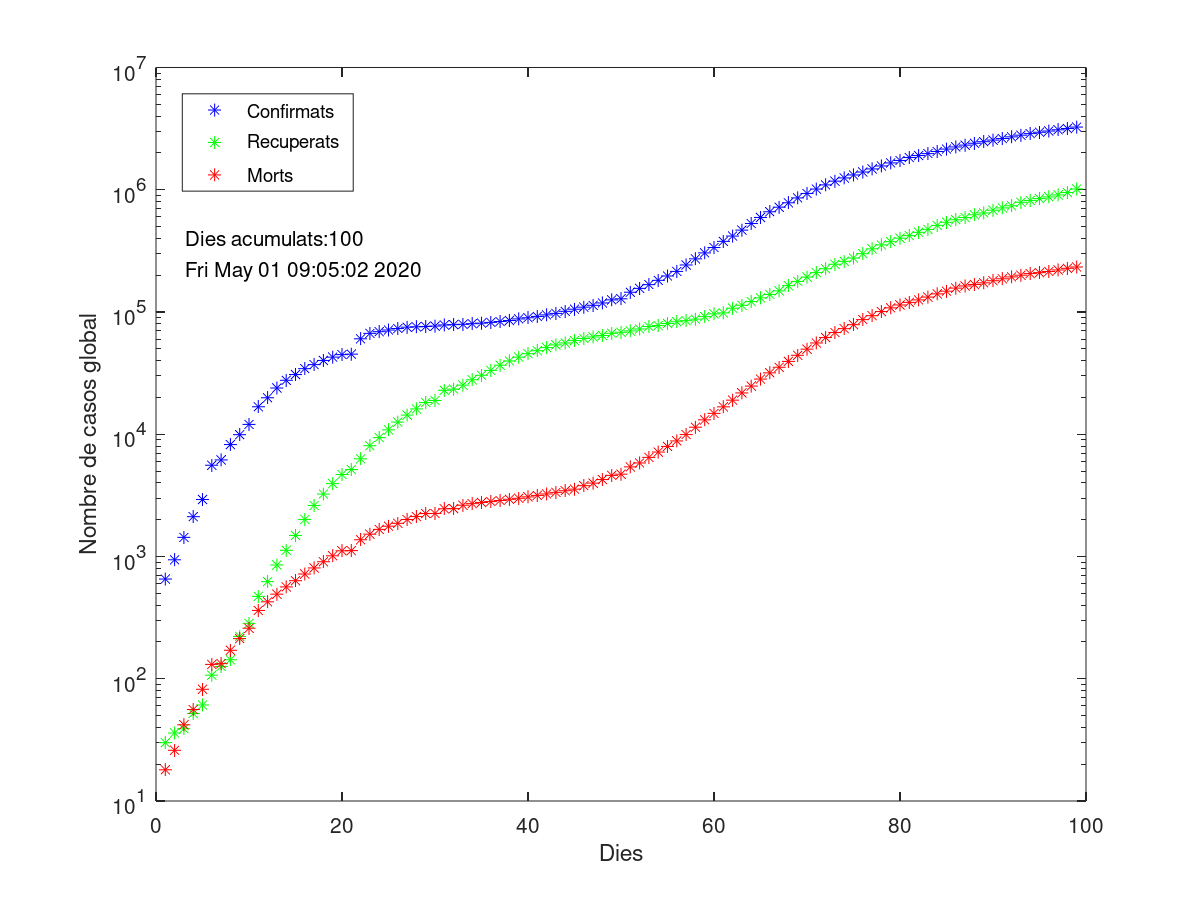 10^7
10^6
10^5
10^4
10^3
10^2
10^1
Confirmats
Recuperats
Morts
Dies acumulats:100
Fri May 01 09:05:02 2020
Nombre de casos global
0 20 40 60 80 100
Dies